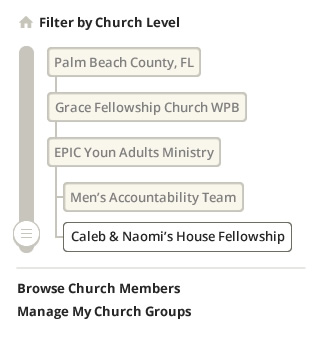 Filter by Church Level
Palm Beach County, FL
Grace Fellowship Church WPB
EPIC Youn Adults Ministry
Men’s Accountability Team
Caleb & Naomi’s House Fellowship
Browse Church Members
Manage My Church Groups